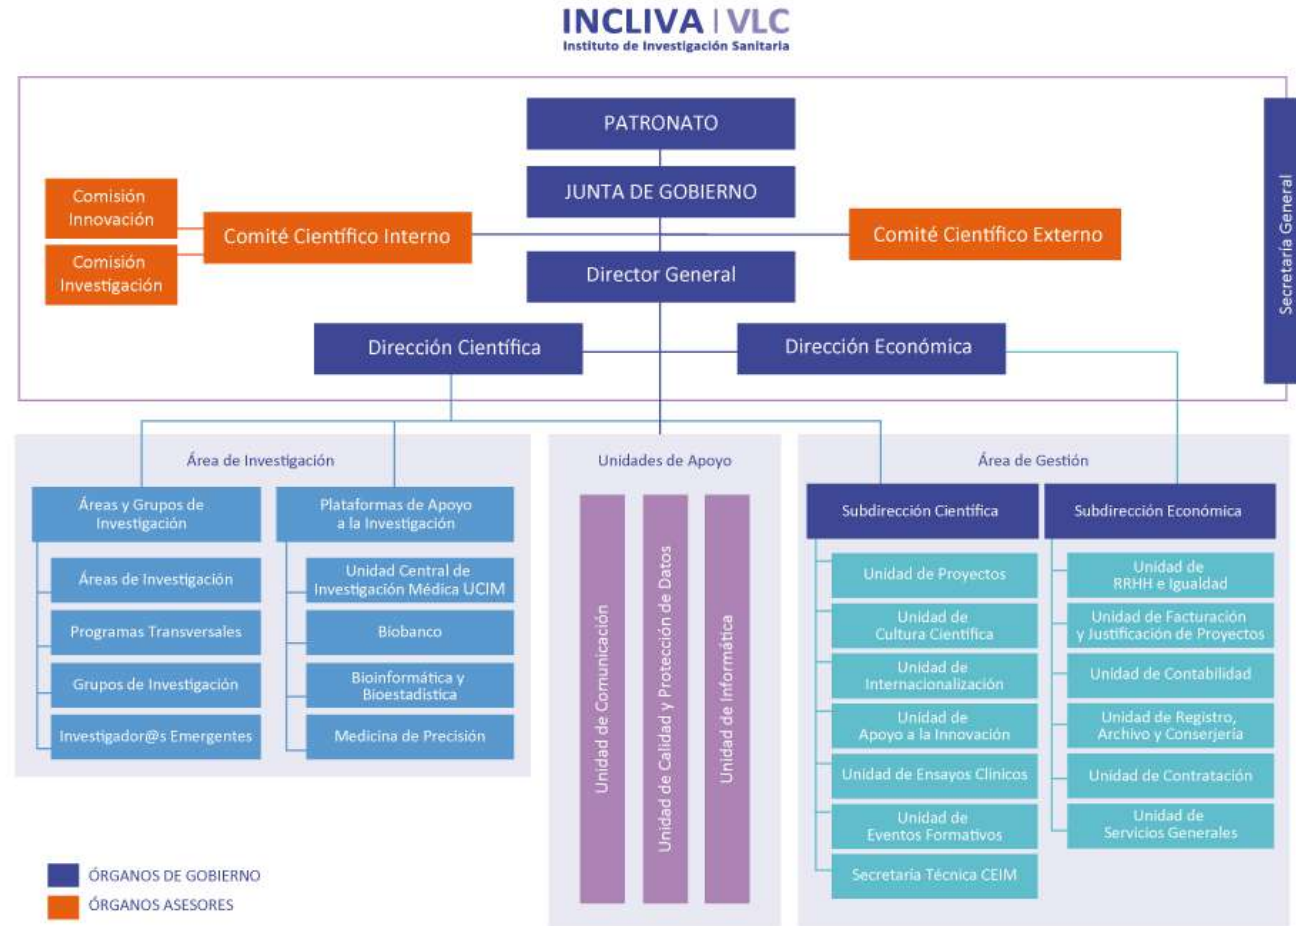 INCLIVA | VLC
Instituto de Investigación Sanitaria
PATRONATO
JUNTA DE GOBIERNO
Comisión
Innovación
Comité Científico Interno
Comité Científico Externo
Comisión
Investigación
Director General
Secretaría General
Dirección Científica
Dirección Económica
Área de Investigación
Áreas y Grupos de
Investigación
Áreas de Investigación
Programas Transversales
Grupos de Investigación
Investigador@s Emergentes
Plataformas de Apoyo
a la Investigación
Unidad Central de
Investigación Médica UCIM
Biobanco
Bioinformática y
Bioestadística
Medicina de Precisión
Unidades de Apoyo
Unidad de Comunicación
Unidad de Calidad y Protección de Datos
Unidad de Informática
Área de Gestión
Subdirección Científica
Unidad de Proyectos
Unidad de
Cultura Científica
Unidad de
Internacionalización
Unidad de
Apoyo a la Innovación
Unidad de Ensayos Clínicos
Unidad de
Eventos Formativos
Secretaría Técnica CEIM
Subdirección Económica
Unidad de
RRHH e Igualdad
Unidad de Facturación
y Justificación de Proyectos
Unidad de Contabilidad
Unidad de Registro,
Archivo y Conserjería
Unidad de Contratación
Unidad de
Servicios Generales
ÓRGANOS DE GOBIERNO
ÓRGANOS ASESORES